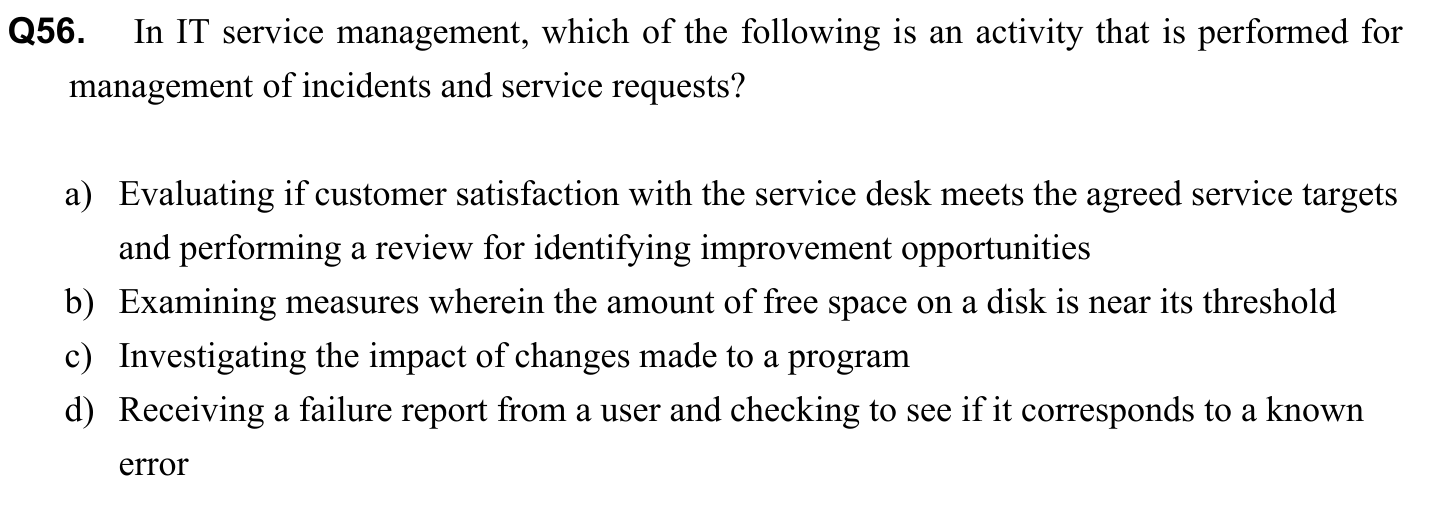 Q56. In IT service management, which of the following is an activity that is performed for
management of incidents and service requests?
a) Evaluating if customer satisfaction with the service desk meets the agreed service targets
and performing a review for identifying improvement opportunities
b) Examining measures wherein the amount of free space on a disk is near its threshold
c) Investigating the impact of changes made to a program
d) Receiving a failure report from a user and checking to see if it corresponds to a known
error